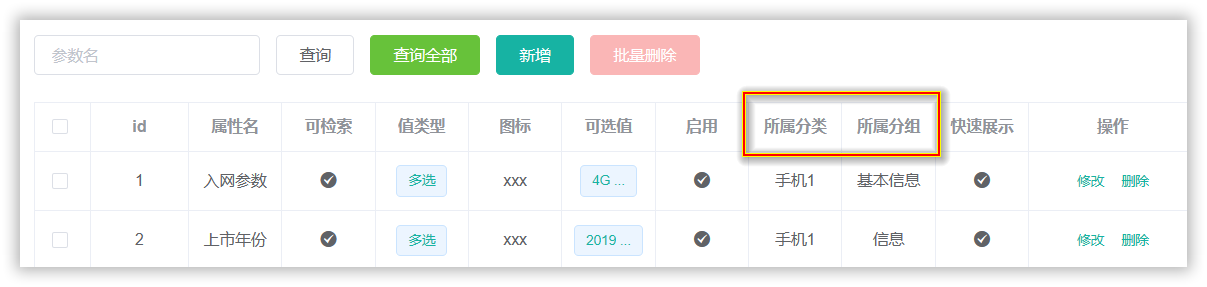 参数名 查询 查询全部 新增 批量删除
id 属性名 可检索 值类型 图标 可选值 启用 所属分类 所属分组 快速展示 操作
1 入网参数 多选 xxx 4G ... 手机1 基本信息 修改 删除
2 上市年份 多选 xxx 2019 ... 手机1 信息 修改 删除